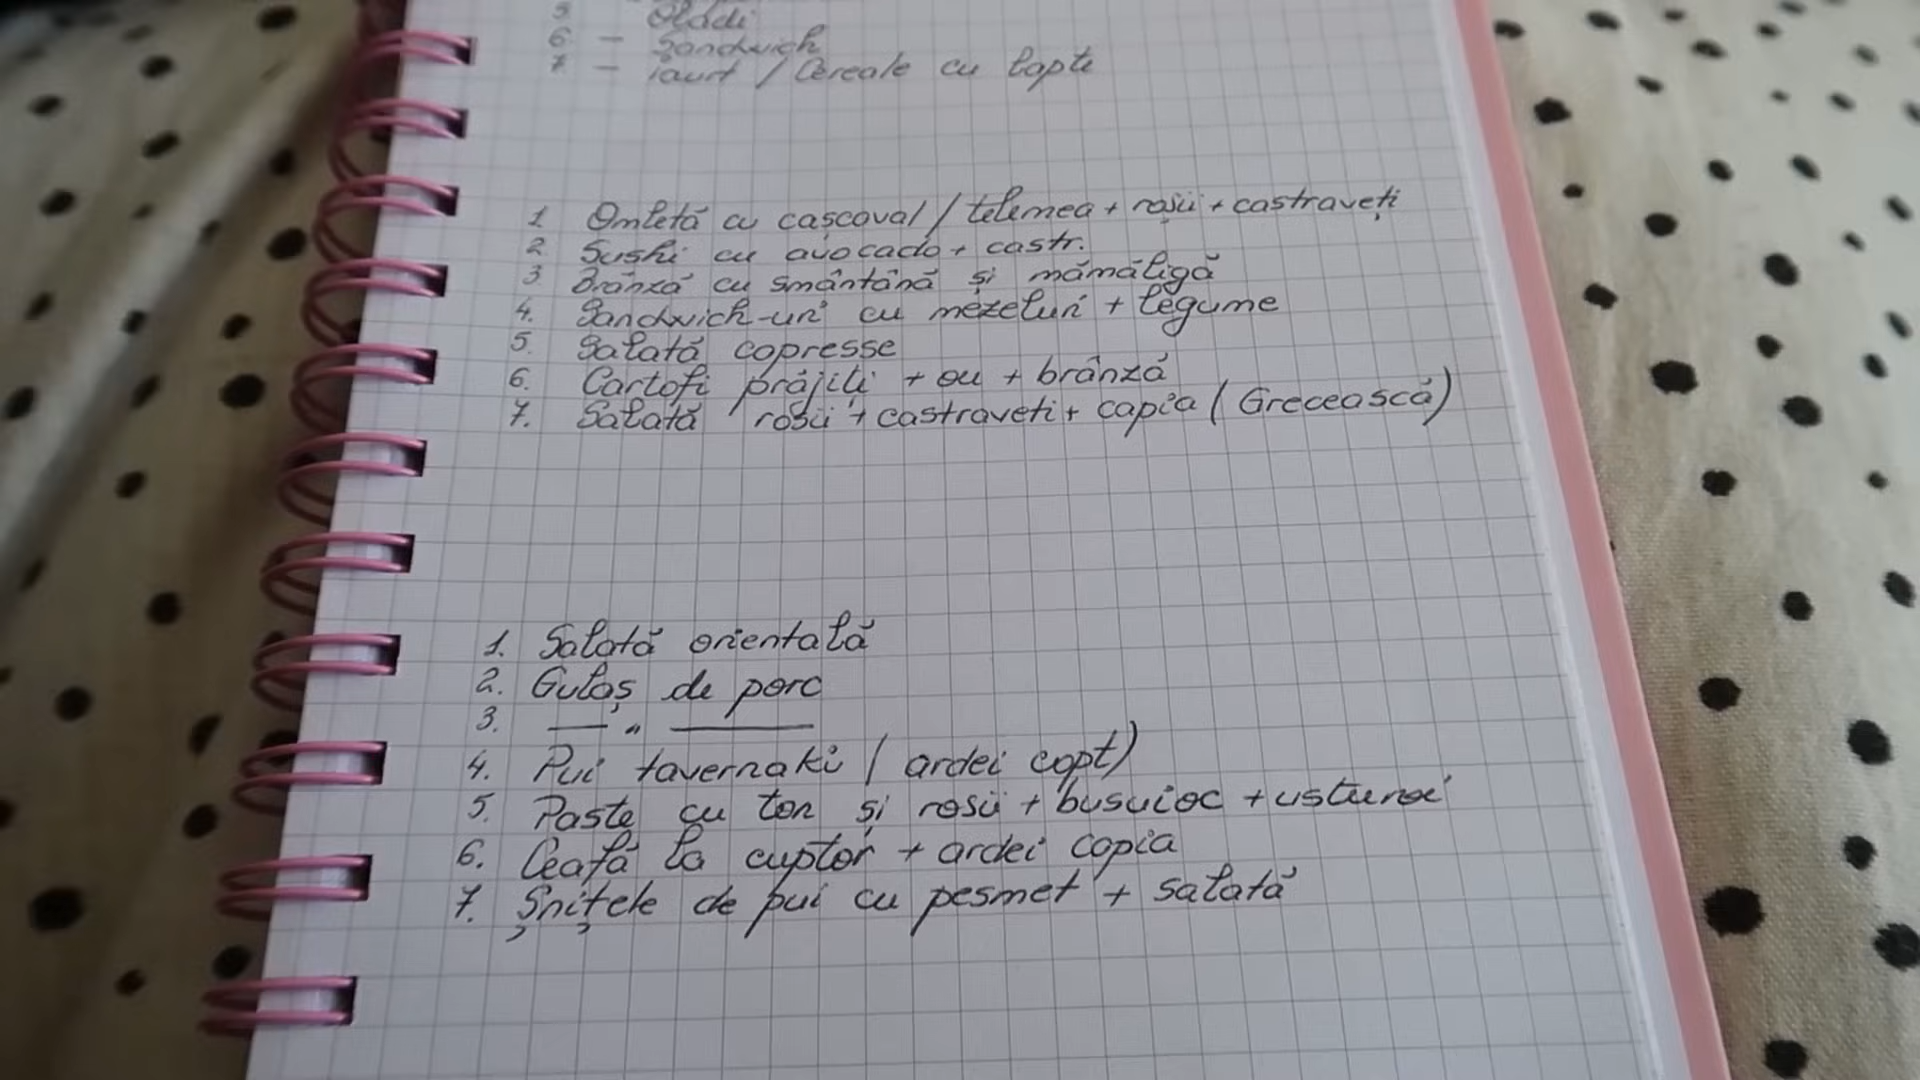 5 - Clădi
6 - Sandwich
7 - iaurt / Cereale cu lapte
1 Omletă cu cașcaval / telemea + roșii + castraveți
2. Sushi cu avocado + castr.
3 Brânză cu smântână și mămăligă
4. Sandwich-uri cu mezeluri + legume
5. Salată copresse
6. Cartofi prăjiți + ou + brânză
7. Salată roșii + castraveti + capia ( Grecească )
1. Salată orientală
2. Gulaș de porc
3. — „ —
4. Pui tavernaki / ardei copt)
5. Paste cu ton și rosii + busuioc + usturoi
6. Ceafă la cuptor + ardei capia
7. Șnițele de pui cu pesmet + salată